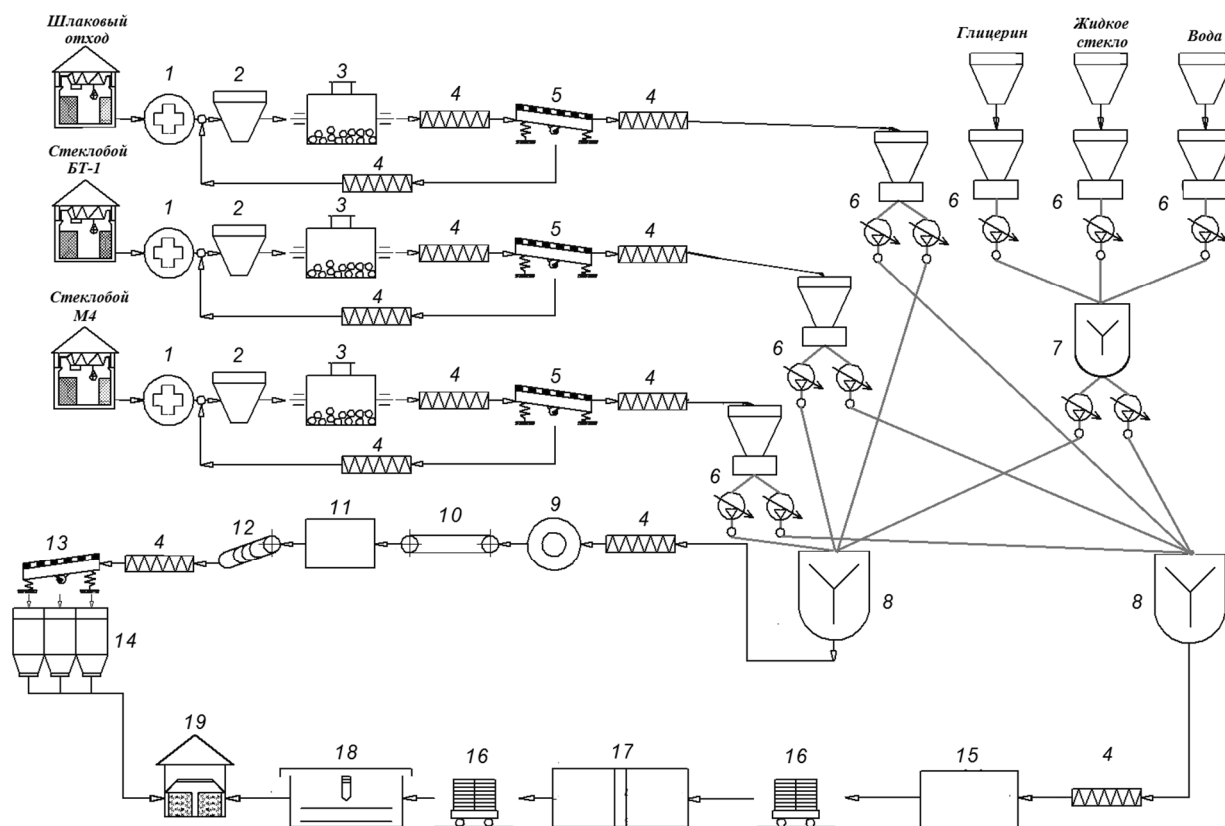 Шлаковый
отход
Глицерин
Жидкое
стекло
Вода
1 2 3 4 5 4
4
6 6 6 6
Стеклобой
БТ-1
1 2 3 4 5 4
4
6
7
Стеклобой
М4
1 2 3 4 5 4
4
6
13 4 12 11 10 9 4
8 8
14
19 18 16 17 16 15 4